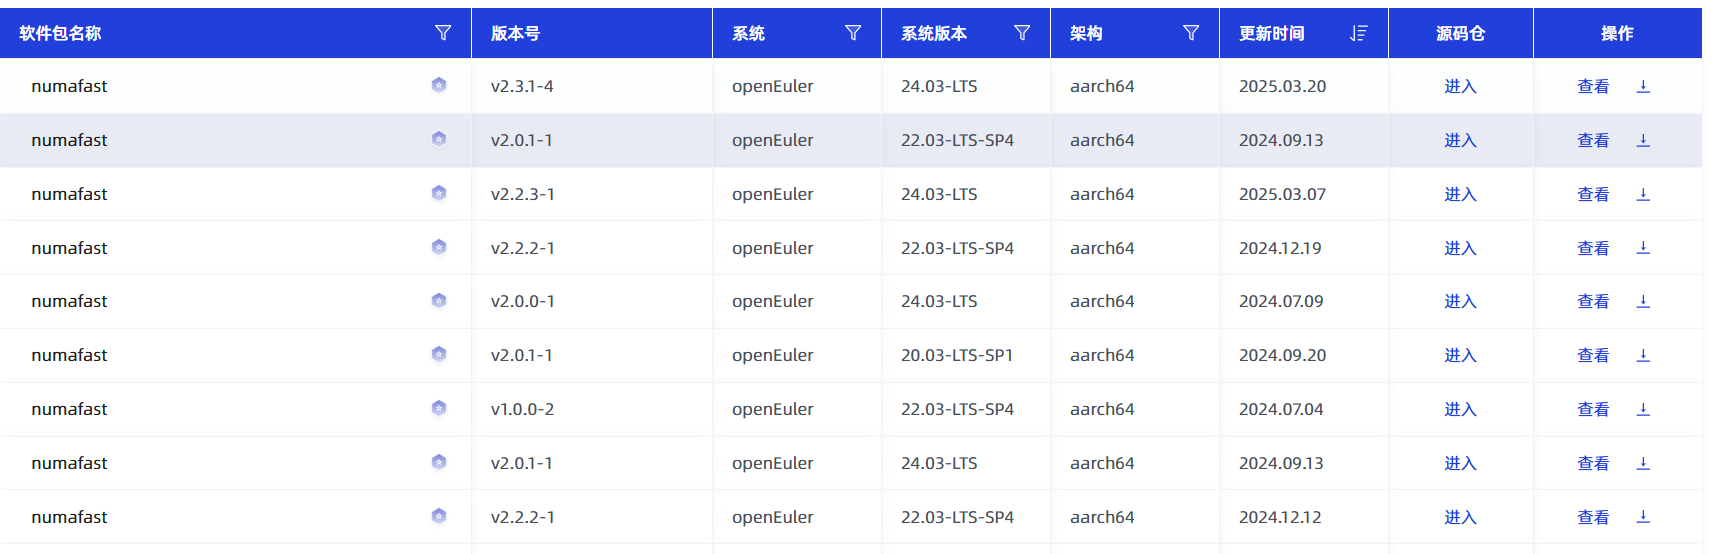 软件包名称 版本号 系统 系统版本 架构 更新时间 源码仓 操作
numafast v2.3.1-4 openEuler 24.03-LTS aarch64 2025.03.20 进入 查看
numafast v2.0.1-1 openEuler 22.03-LTS-SP4 aarch64 2024.09.13 进入 查看
numafast v2.2.3-1 openEuler 24.03-LTS aarch64 2025.03.07 进入 查看
numafast v2.2.2-1 openEuler 22.03-LTS-SP4 aarch64 2024.12.19 进入 查看
numafast v2.0.0-1 openEuler 24.03-LTS aarch64 2024.07.09 进入 查看
numafast v2.0.1-1 openEuler 20.03-LTS-SP1 aarch64 2024.09.20 进入 查看
numafast v1.0.0-2 openEuler 22.03-LTS-SP4 aarch64 2024.07.04 进入 查看
numafast v2.0.1-1 openEuler 24.03-LTS aarch64 2024.09.13 进入 查看
numafast v2.2.2-1 openEuler 22.03-LTS-SP4 aarch64 2024.12.12 进入 查看